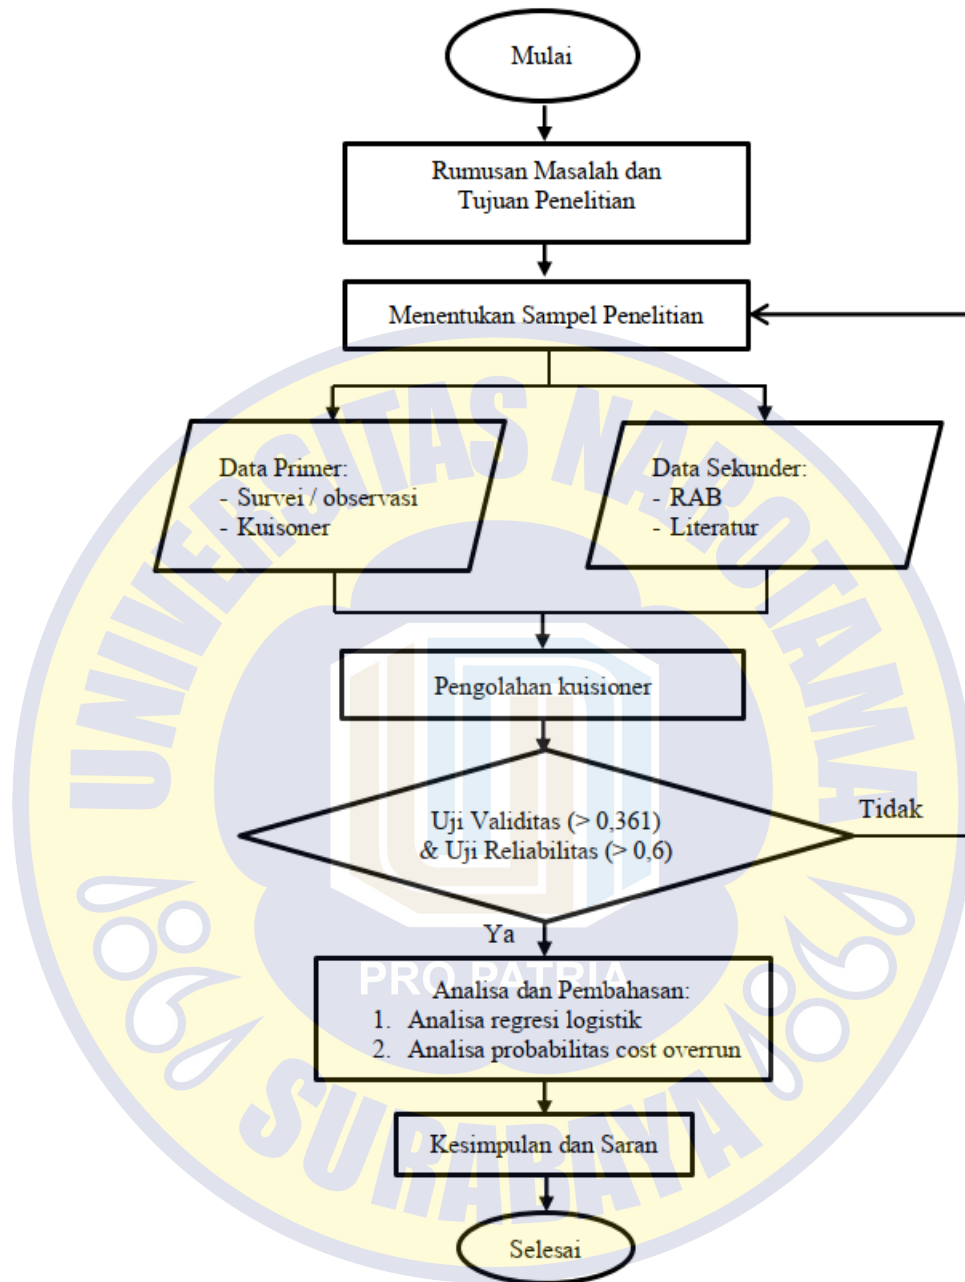 Mulai
Rumusan Masalah dan
Tujuan Penelitian
Menentukan Sampel Penelitian
Data Primer:
- Survei / observasi
- Kuisoner
Data Sekunder:
- RAB
- Literatur
Pengolahan kuisioner
Uji Validitas (> 0,361)
& Uji Reliabilitas (> 0,6)
Tidak
Ya
Analisa dan Pembahasan:
1. Analisa regresi logistik
2. Analisa probabilitas cost overrun
Kesimpulan dan Saran
Selesai
UNIVERSITAS NAROTAMA
PRO PATRIA
SURABAYA